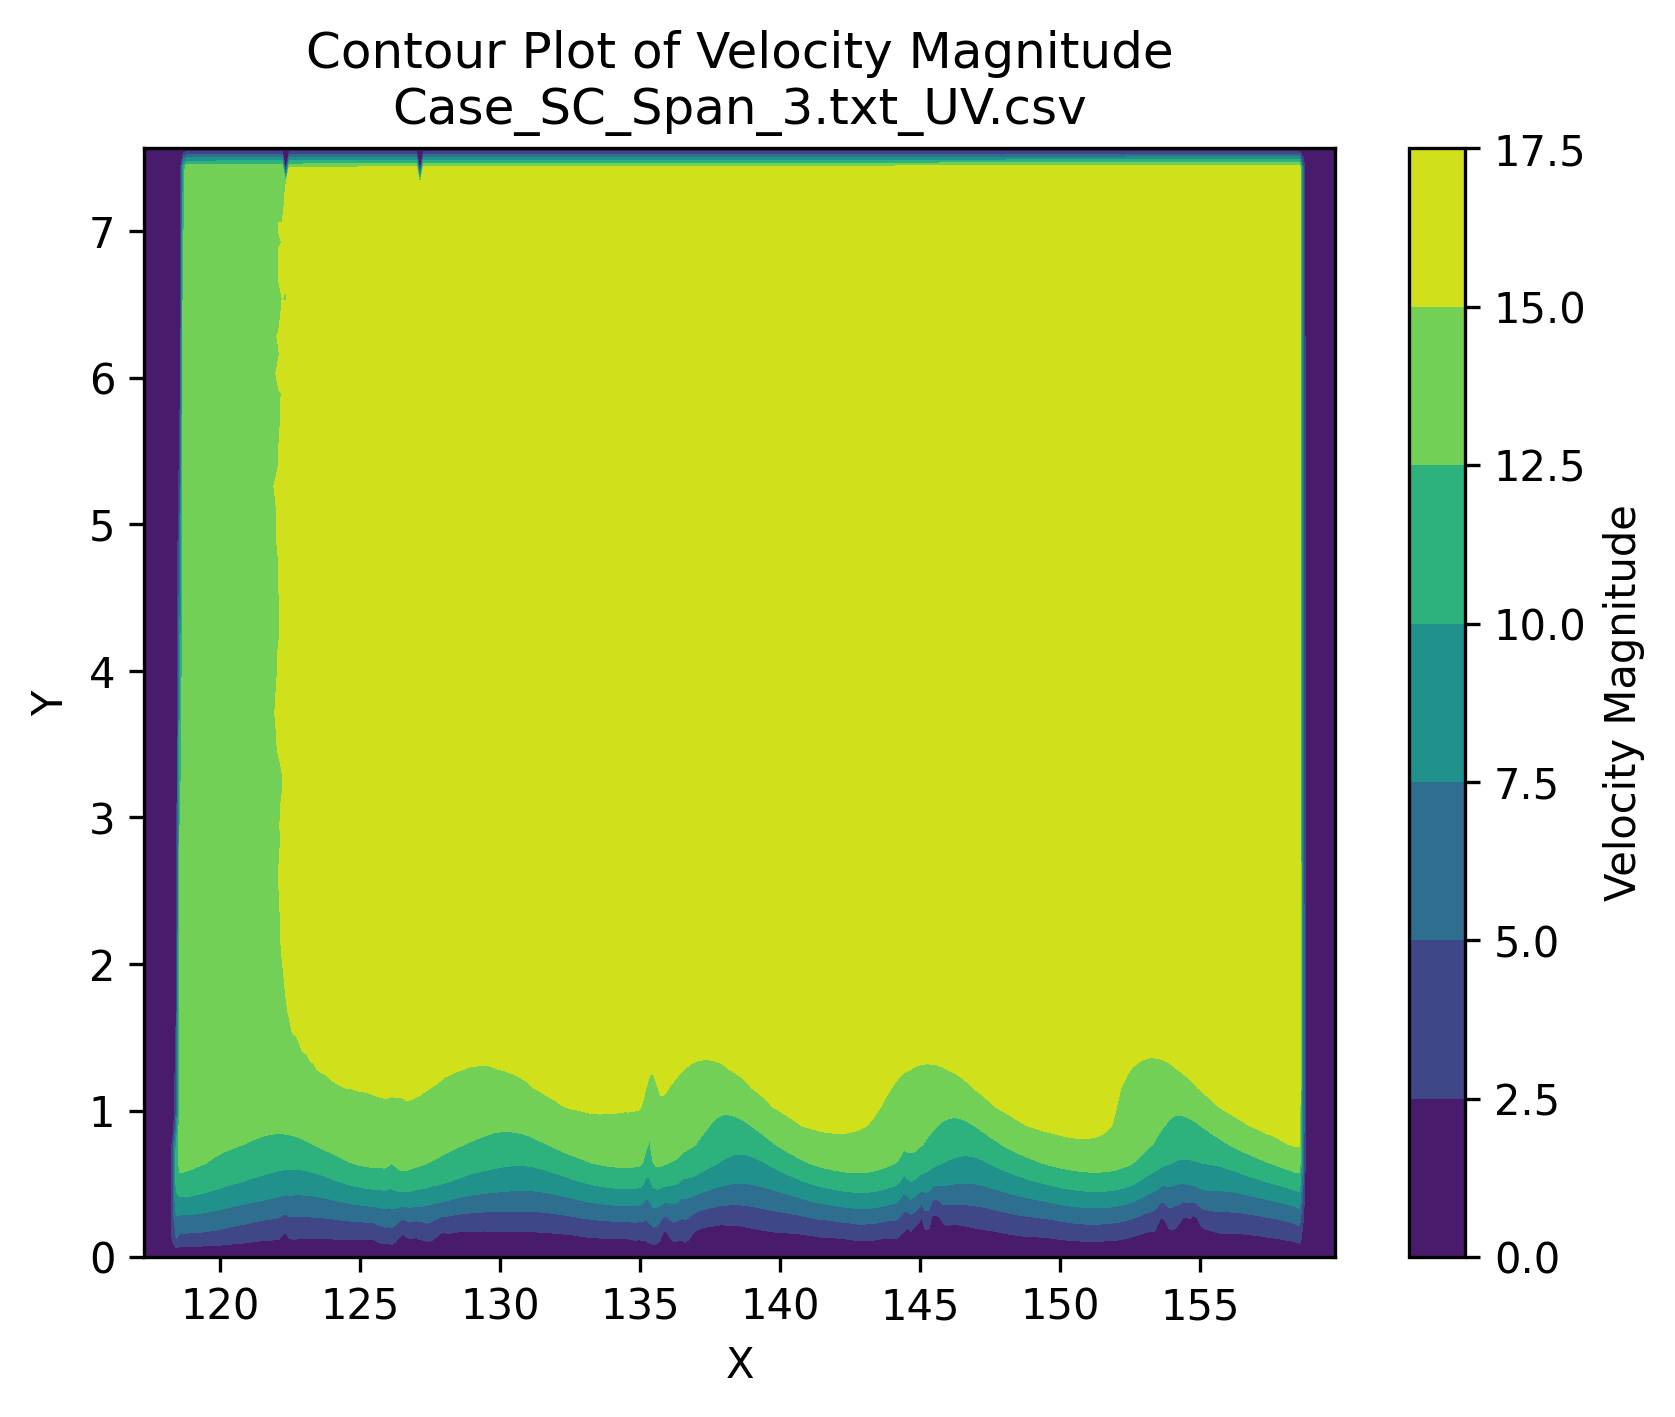 Contour Plot of Velocity Magnitude
Case_SC_Span_3.txt_UV.csv
Y
7
6
5
4
3
2
1
0
120 125 130 135 140 145 150 155
X
17.5
15.0
12.5
10.0
7.5
5.0
2.5
0.0
Velocity Magnitude